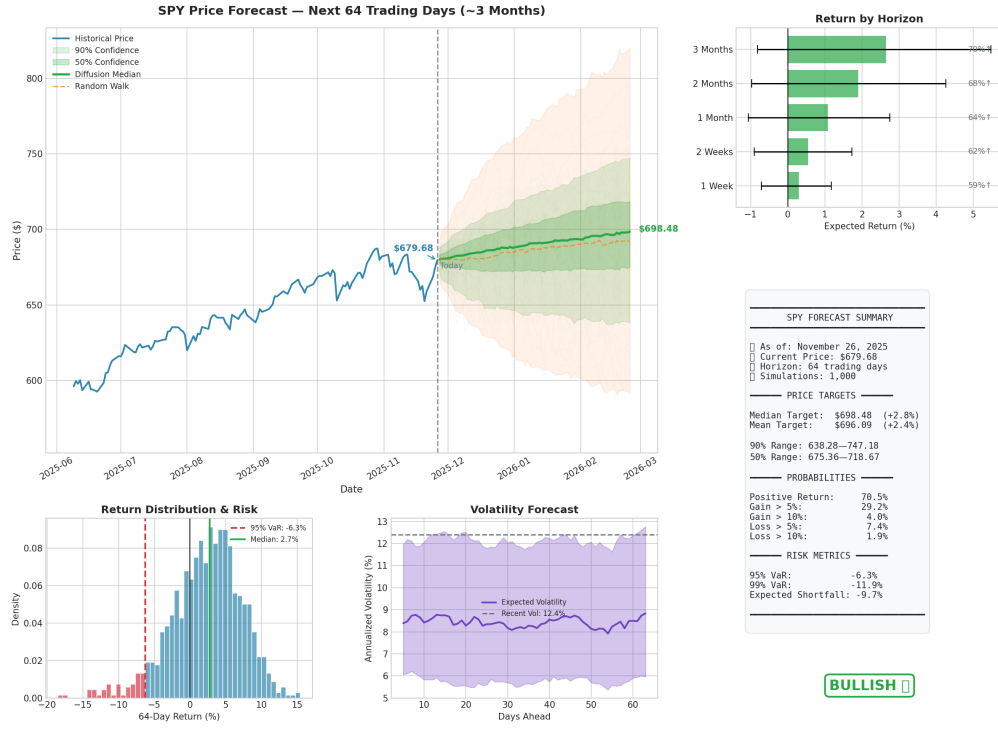 SPY Price Forecast — Next 64 Trading Days (~3 Months)
Historical Price
90% Confidence
50% Confidence
Diffusion Median
Random Walk
Price ($)
800
750
700
650
600
$679.68
Today
$698.48
2025-06
2025-07
2025-08
2025-09
2025-10
2025-11
2025-12
2026-01
2026-02
2026-03
Date
Return by Horizon
3 Months
2 Months
1 Month
2 Weeks
1 Week
70%↑
68%↑
64%↑
62%↑
59%↑
−1 0 1 2 3 4 5
Expected Return (%)
SPY FORECAST SUMMARY
As of: November 26, 2025
Current Price: $679.68
Horizon: 64 trading days
Simulations: 1,000
PRICE TARGETS
Median Target: $698.48 (+2.8%)
Mean Target: $696.09 (+2.4%)
90% Range: 638.28—747.18
50% Range: 675.36—718.67
PROBABILITIES
Positive Return: 70.5%
Gain > 5%: 29.2%
Gain > 10%: 4.0%
Loss > 5%: 7.4%
Loss > 10%: 1.9%
RISK METRICS
95% VaR: -6.3%
99% VaR: -11.9%
Expected Shortfall: -9.7%
BULLISH
Return Distribution & Risk
95% VaR: -6.3%
Median: 2.7%
Density
0.08
0.06
0.04
0.02
0.00
−20 −15 −10 −5 0 5 10 15
64-Day Return (%)
Volatility Forecast
Annualized Volatility (%)
13
12
11
10
9
8
7
6
5
Expected Volatility
Recent Vol: 12.4%
10 20 30 40 50 60
Days Ahead